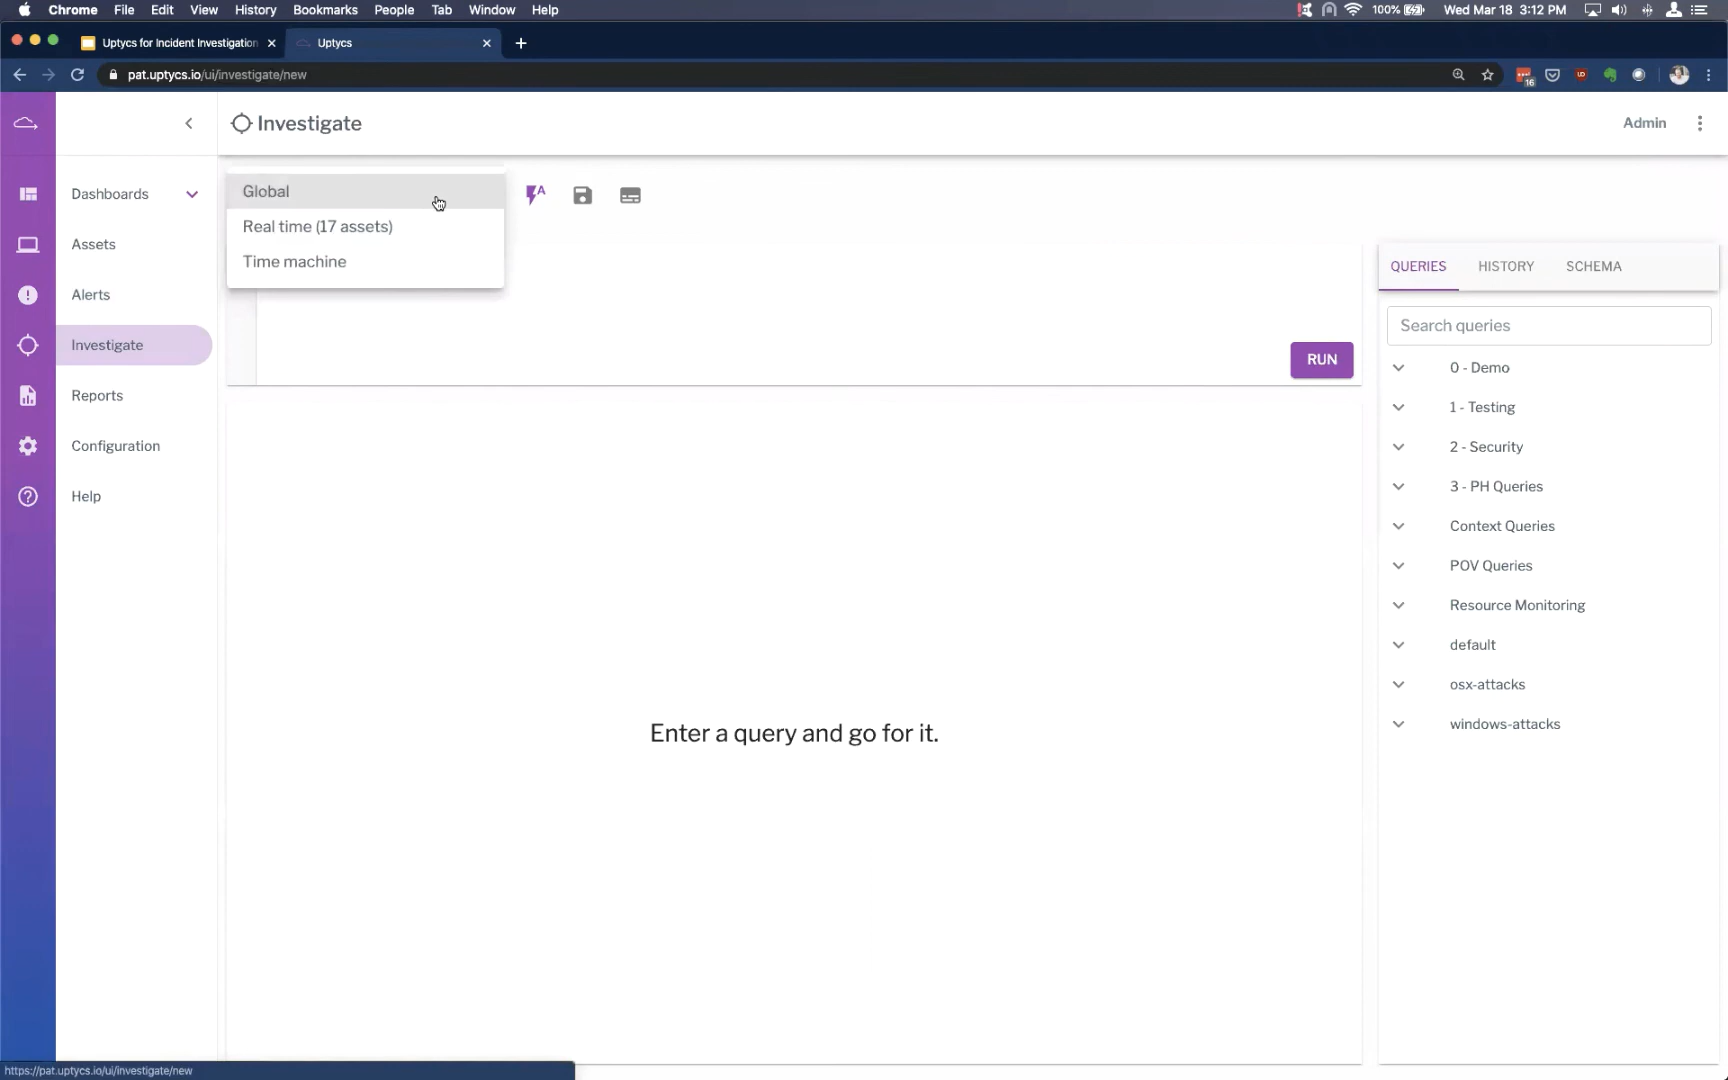 Chrome File Edit View History Bookmarks People Tab Window Help 100% Wed Mar 18 3:12 PM
Uptycs for Incident Investigation
Uptycs
pat.uptycs.io/ui/investigate/new
16
Investigate
Admin
Dashboards
Assets
Alerts
Investigate
Reports
Configuration
Help
Global
Real time (17 assets)
Time machine
RUN
Enter a query and go for it.
QUERIES HISTORY SCHEMA
Search queries
0 - Demo
1 - Testing
2 - Security
3 - PH Queries
Context Queries
POV Queries
Resource Monitoring
default
osx-attacks
windows-attacks
https://pat.uptycs.io/ui/investigate/new